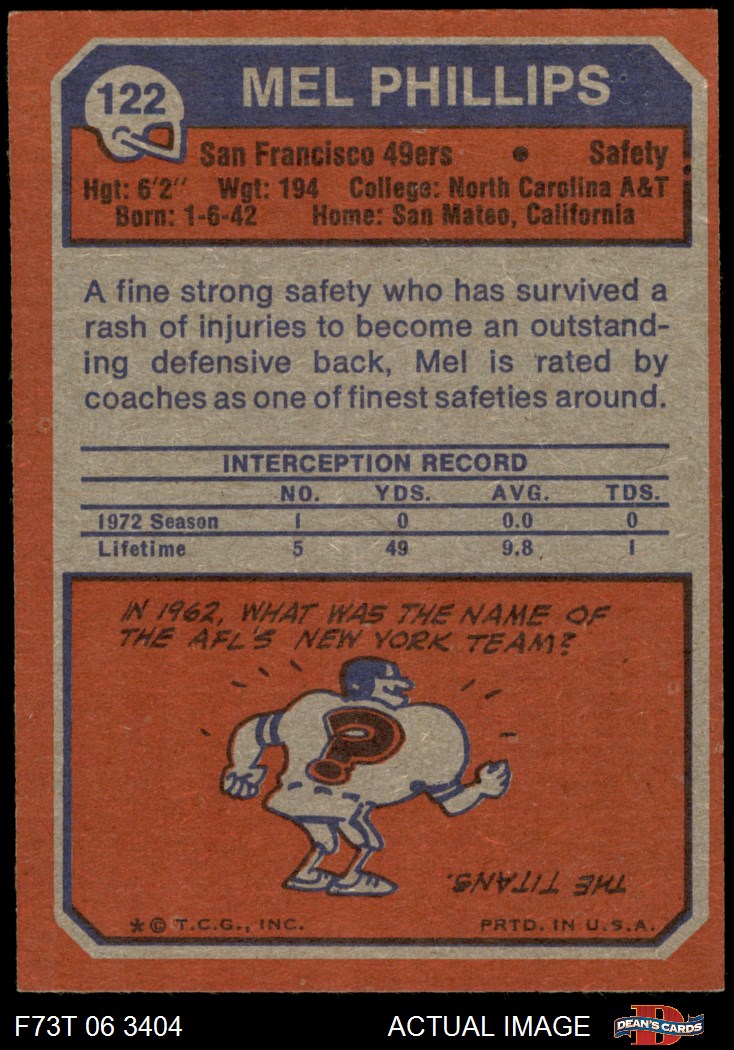 122
MEL PHILLIPS
San Francisco 49ers • Safety
Hgt: 6'2" Wgt: 194 College: North Carolina A&T
Born: 1-6-42 Home: San Mateo, California
A fine strong safety who has survived a
rash of injuries to become an outstand-
ing defensive back, Mel is rated by
coaches as one of finest safeties around.
INTERCEPTION RECORD
NO. YDS. AVG. TDS.
1972 Season 1 0 0.0 0
Lifetime 5 49 9.8 1
IN 1962, WHAT WAS THE NAME OF
THE AFL'S NEW YORK TEAM?
?
THE TITANS.
*© T.C.G., INC. PRTD. IN U.S.A.
F73T 06 3404 ACTUAL IMAGE D DEAN'S CARDS